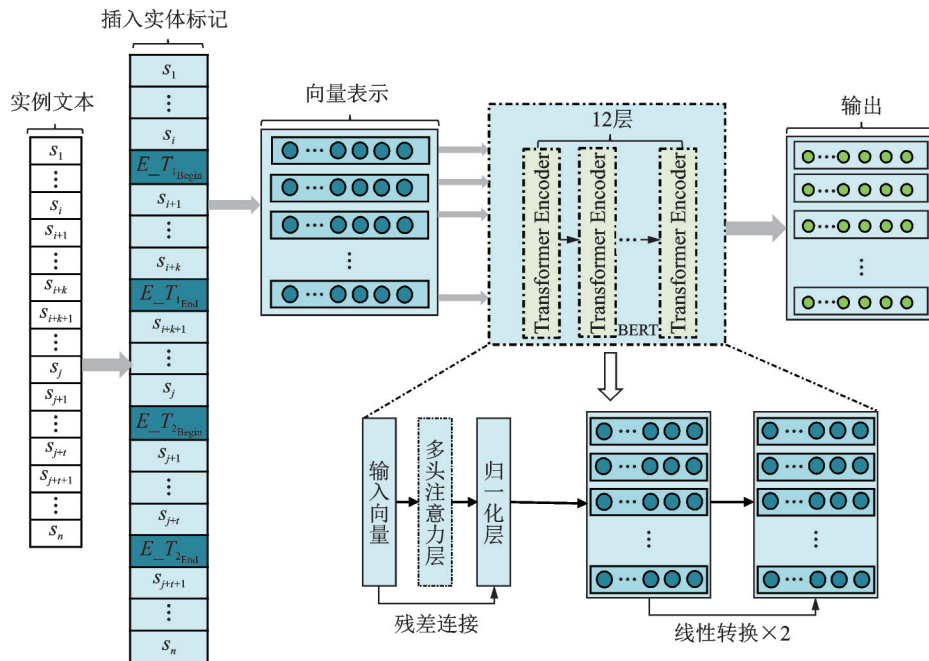 插入实体标记
实例文本
向量表示
12层
输出
s1
⋮
si
si+1
⋮
si+k
si+k+1
⋮
sj
sj+1
⋮
sj+t
sj+t+1
⋮
sn
s1
⋮
si
E_T1Begin
si+1
⋮
si+k
E_T1End
si+k+1
⋮
sj
E_T2Begin
sj+1
⋮
sj+t
E_T2End
sj+t+1
⋮
sn
Transformer Encoder
Transformer Encoder
Transformer Encoder
BERT
输入向量
多头注意力层
归一化层
残差连接
线性转换×2